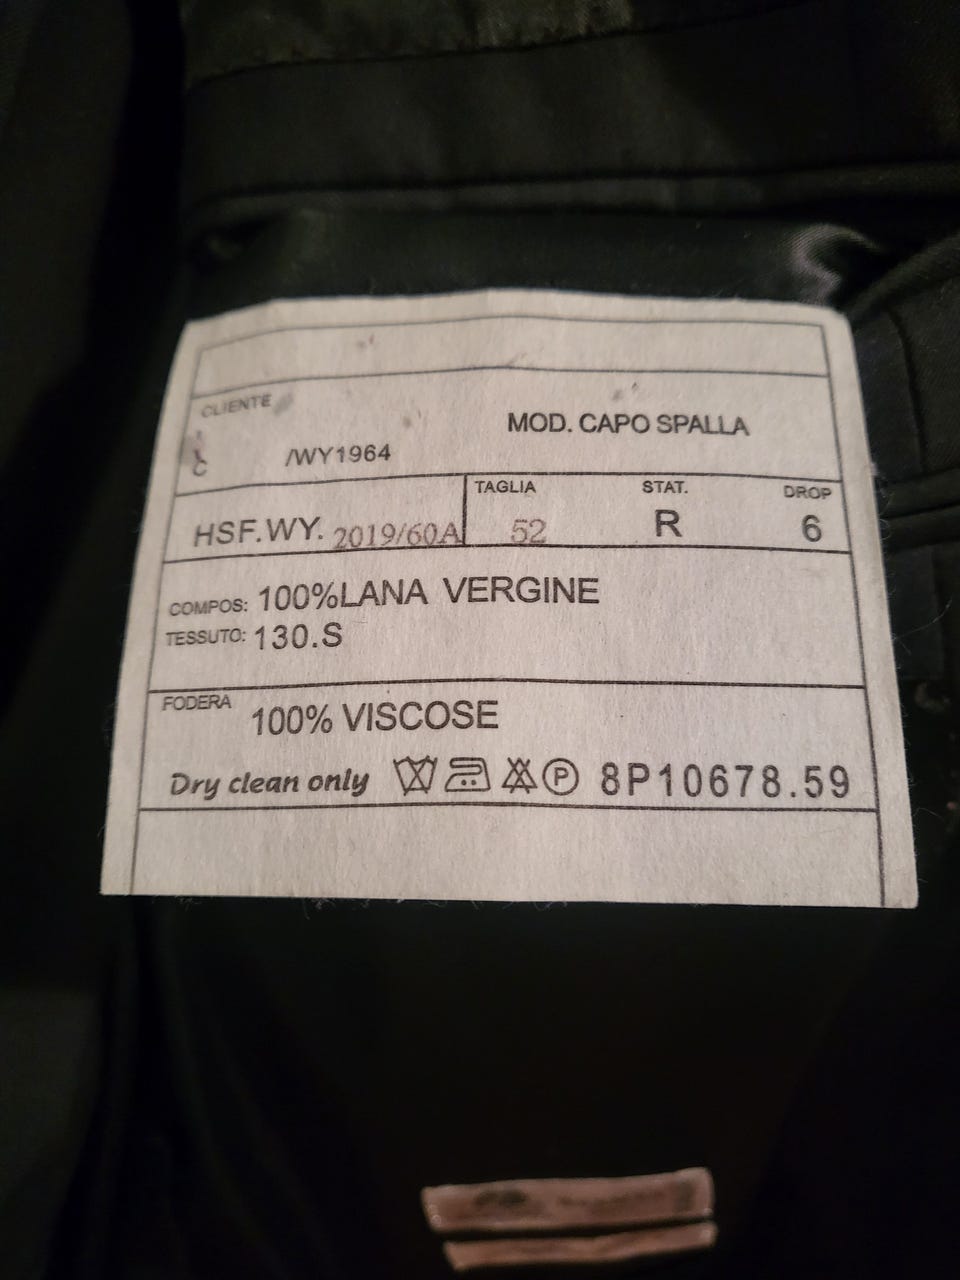 CLIENTE
MOD. CAPO SPALLA
C /WY1964
TAGLIA STAT. DROP
HSF.WY. 2019/60A 52 R 6
COMPOS: 100%LANA VERGINE
TESSUTO: 130.S
FODERA
100% VISCOSE
Dry clean only P 8P10678.59